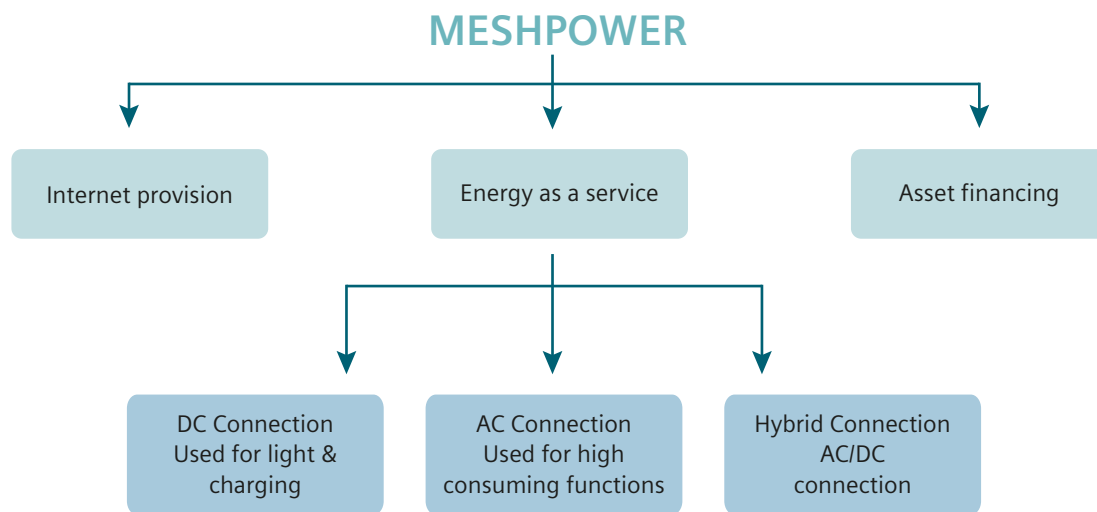 MESHPOWER
Internet provision
Energy as a service
Asset financing
DC Connection
Used for light &
charging
AC Connection
Used for high
consuming functions
Hybrid Connection
AC/DC
connection